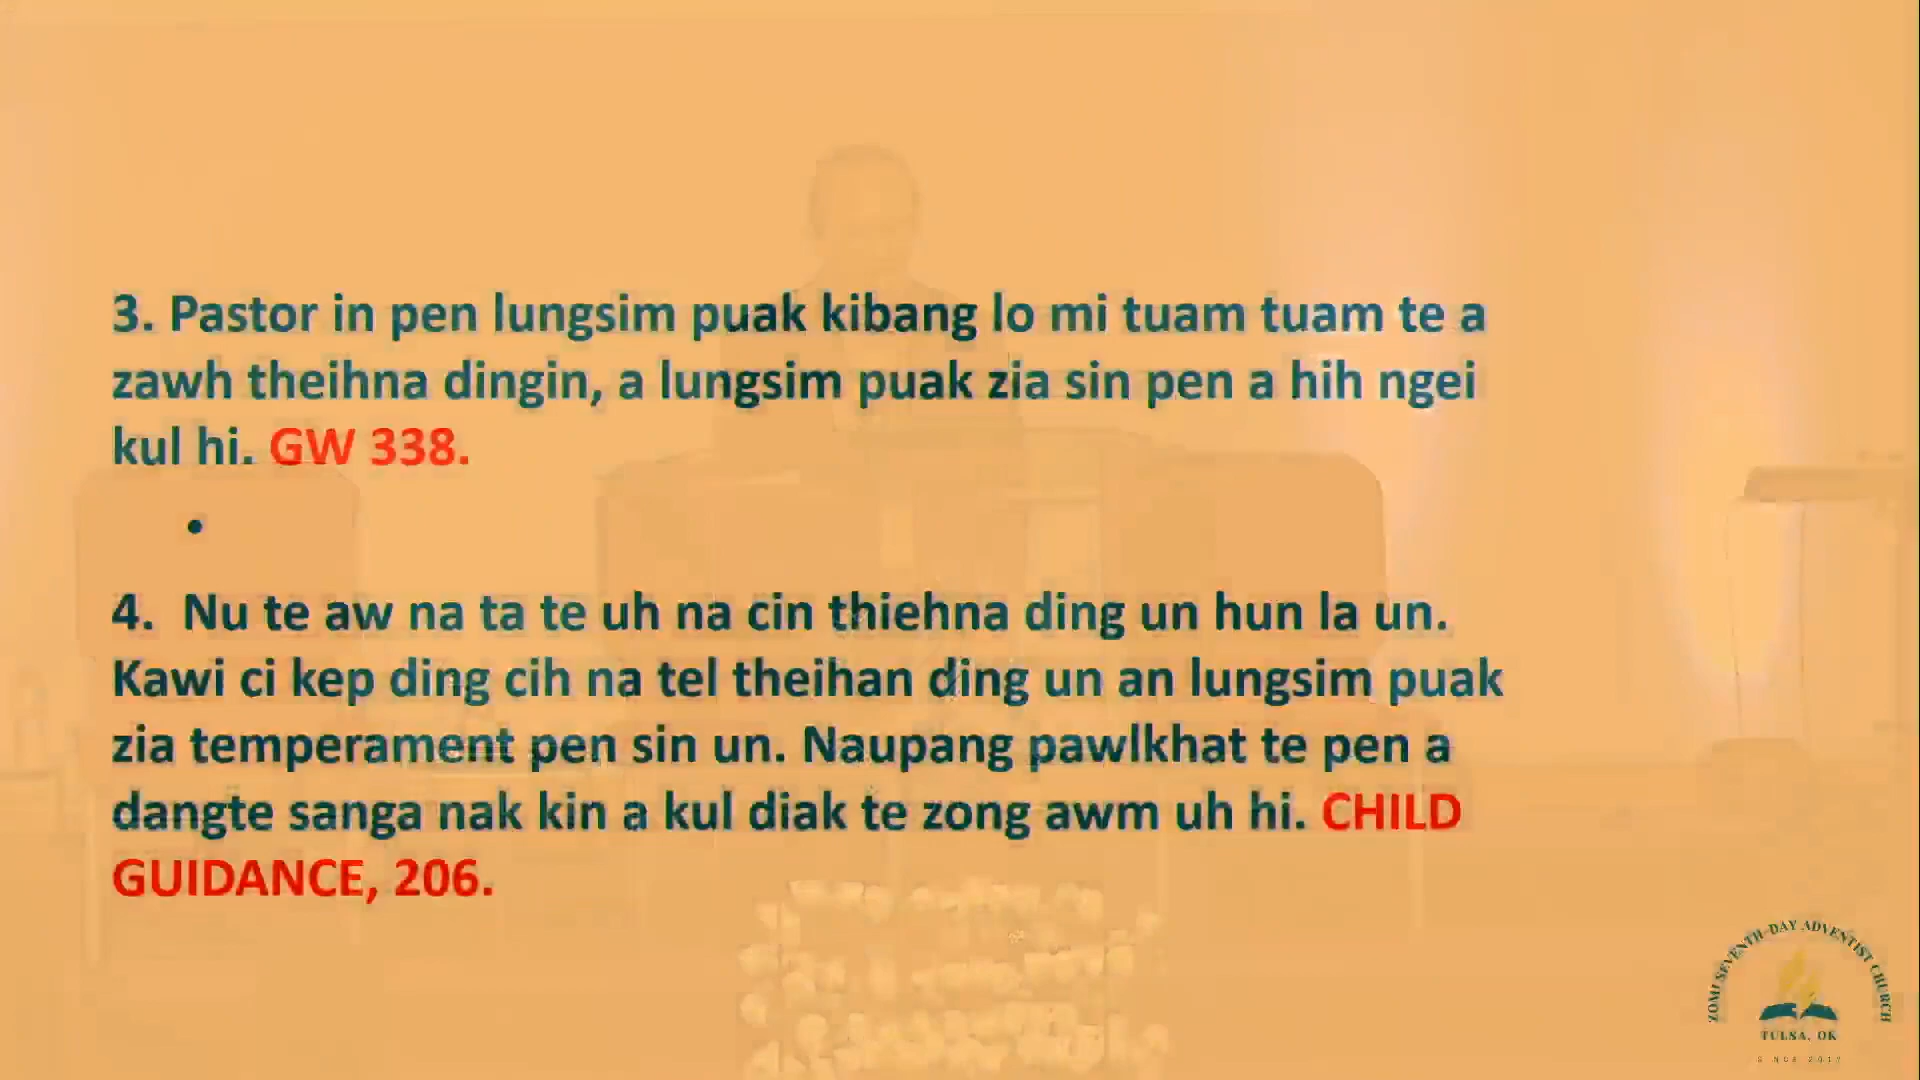 3. Pastor in pen lungsim puak kibang lo mi tuam tuam te a
zawh theihna dingin, a lungsim puak zia sin pen a hih ngei
kul hi. GW 338.
•
4. Nu te aw na ta te uh na cin thiehna ding un hun la un.
Kawi ci kep ding cih na tel theihan ding un an lungsim puak
zia temperament pen sin un. Naupang pawlkhat te pen a
dangte sanga nak kin a kul diak te zong awm uh hi. CHILD
GUIDANCE, 206.
ZOMI SEVENTH-DAY ADVENTIST CHURCH
TULSA, OK
SINCE 2017